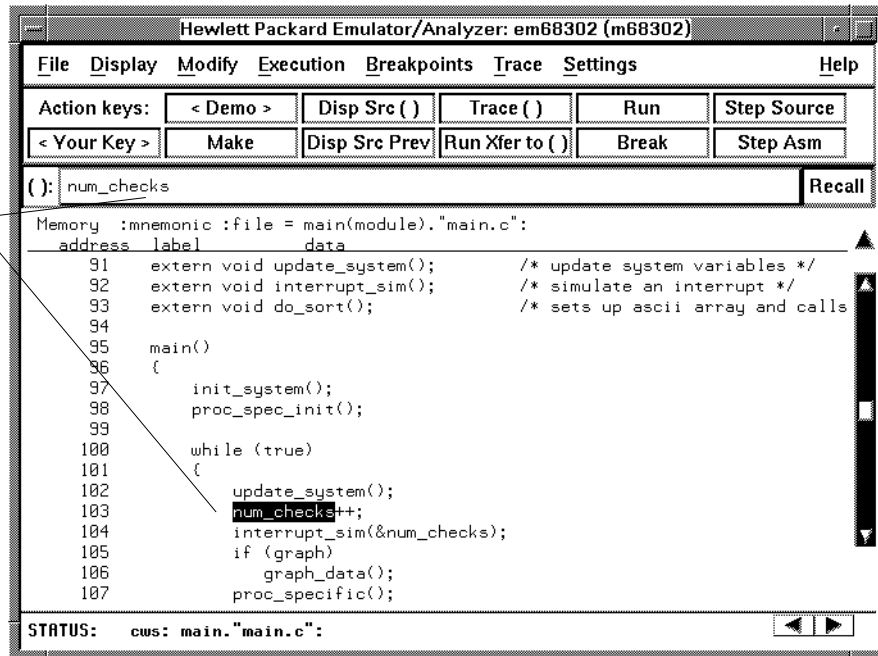 Hewlett Packard Emulator/Analyzer: em68302 (m68302)
File Display Modify Execution Breakpoints Trace Settings Help
Action keys: < Demo > Disp Src ( ) Trace ( ) Run Step Source
< Your Key > Make Disp Src Prev Run Xfer to ( ) Break Step Asm
( ): num_checks Recall
Memory :mnemonic :file = main(module)."main.c":
address label data
91 extern void update_system(); /* update system variables */
92 extern void interrupt_sim(); /* simulate an interrupt */
93 extern void do_sort(); /* sets up ascii array and calls
94
95 main()
96 {
97 init_system();
98 proc_spec_init();
99
100 while (true)
101 {
102 update_system();
103 num_checks++;
104 interrupt_sim(&num_checks);
105 if (graph)
106 graph_data();
107 proc_specific();
STATUS: cws: main."main.c":